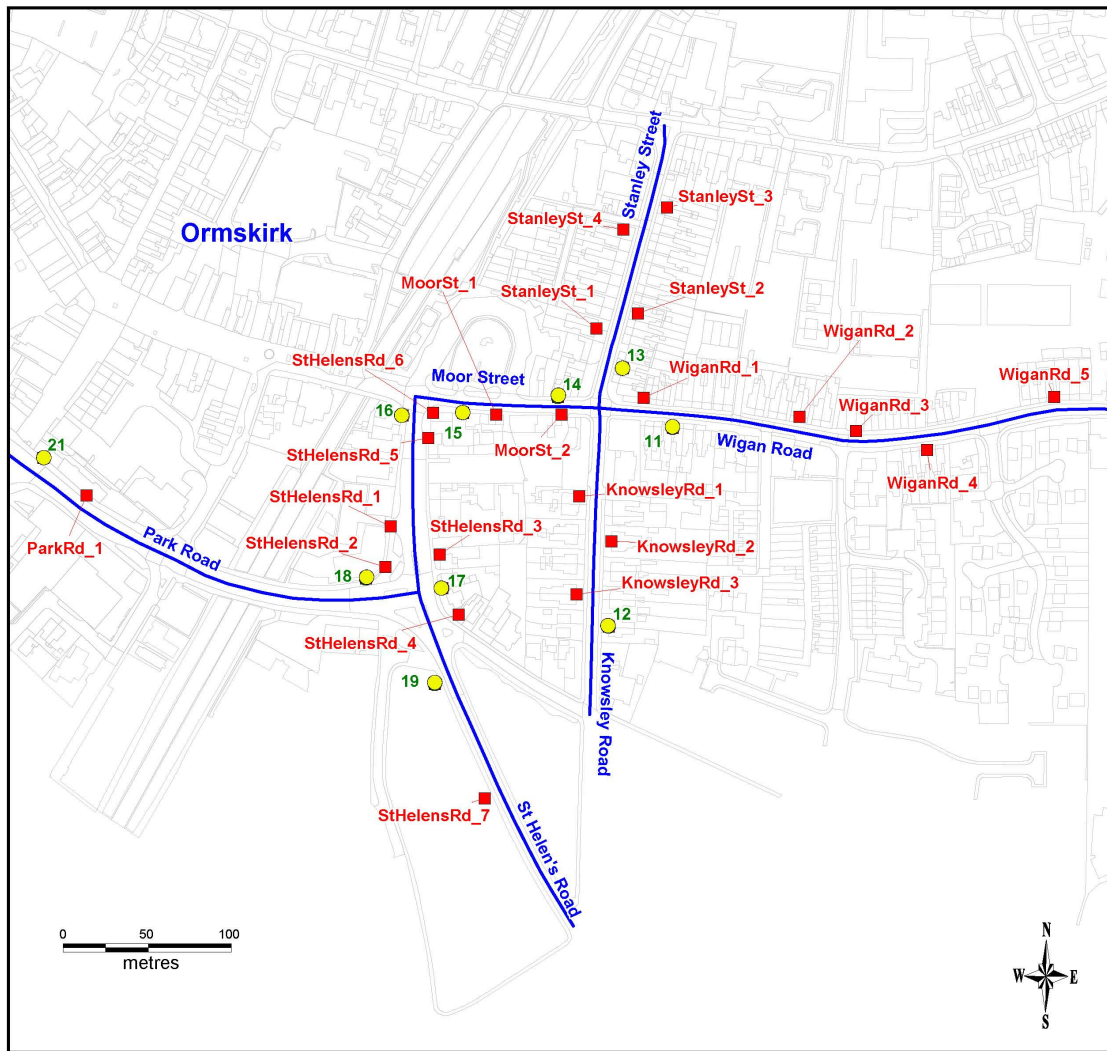 Stanley Street
StanleySt_3
StanleySt_4
Ormskirk
MoorSt_1
StanleySt_1
StanleySt_2
WiganRd_2
StHelensRd_6
13
Moor Street
14
WiganRd_1
WiganRd_5
16
15
WiganRd_3
11
Wigan Road
21
StHelensRd_5
MoorSt_2
WiganRd_4
StHelensRd_1
KnowsleyRd_1
StHelensRd_3
Park Road
StHelensRd_2
KnowsleyRd_2
ParkRd_1
18
17
KnowsleyRd_3
12
StHelensRd_4
19
Knowsley Road
StHelensRd_7
St Helen's Road
0 50 100
metres
N
W E
S